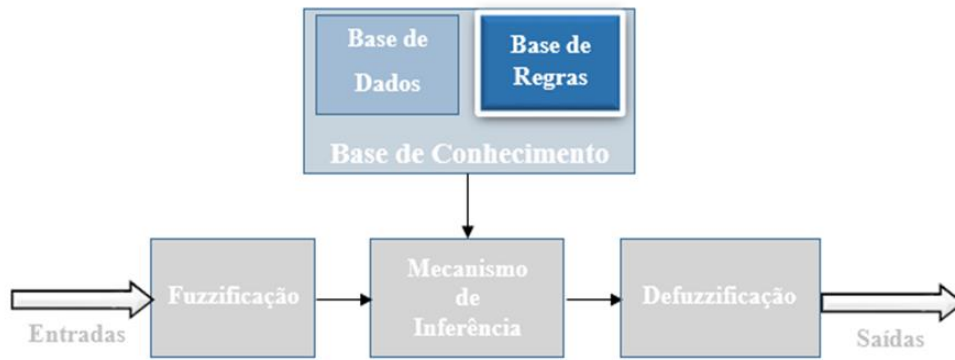 Base de
Dados
Base de
Regras
Base de Conhecimento
Fuzzificação
Mecanismo
de
Inferência
Defuzzificação
Entradas
Saídas